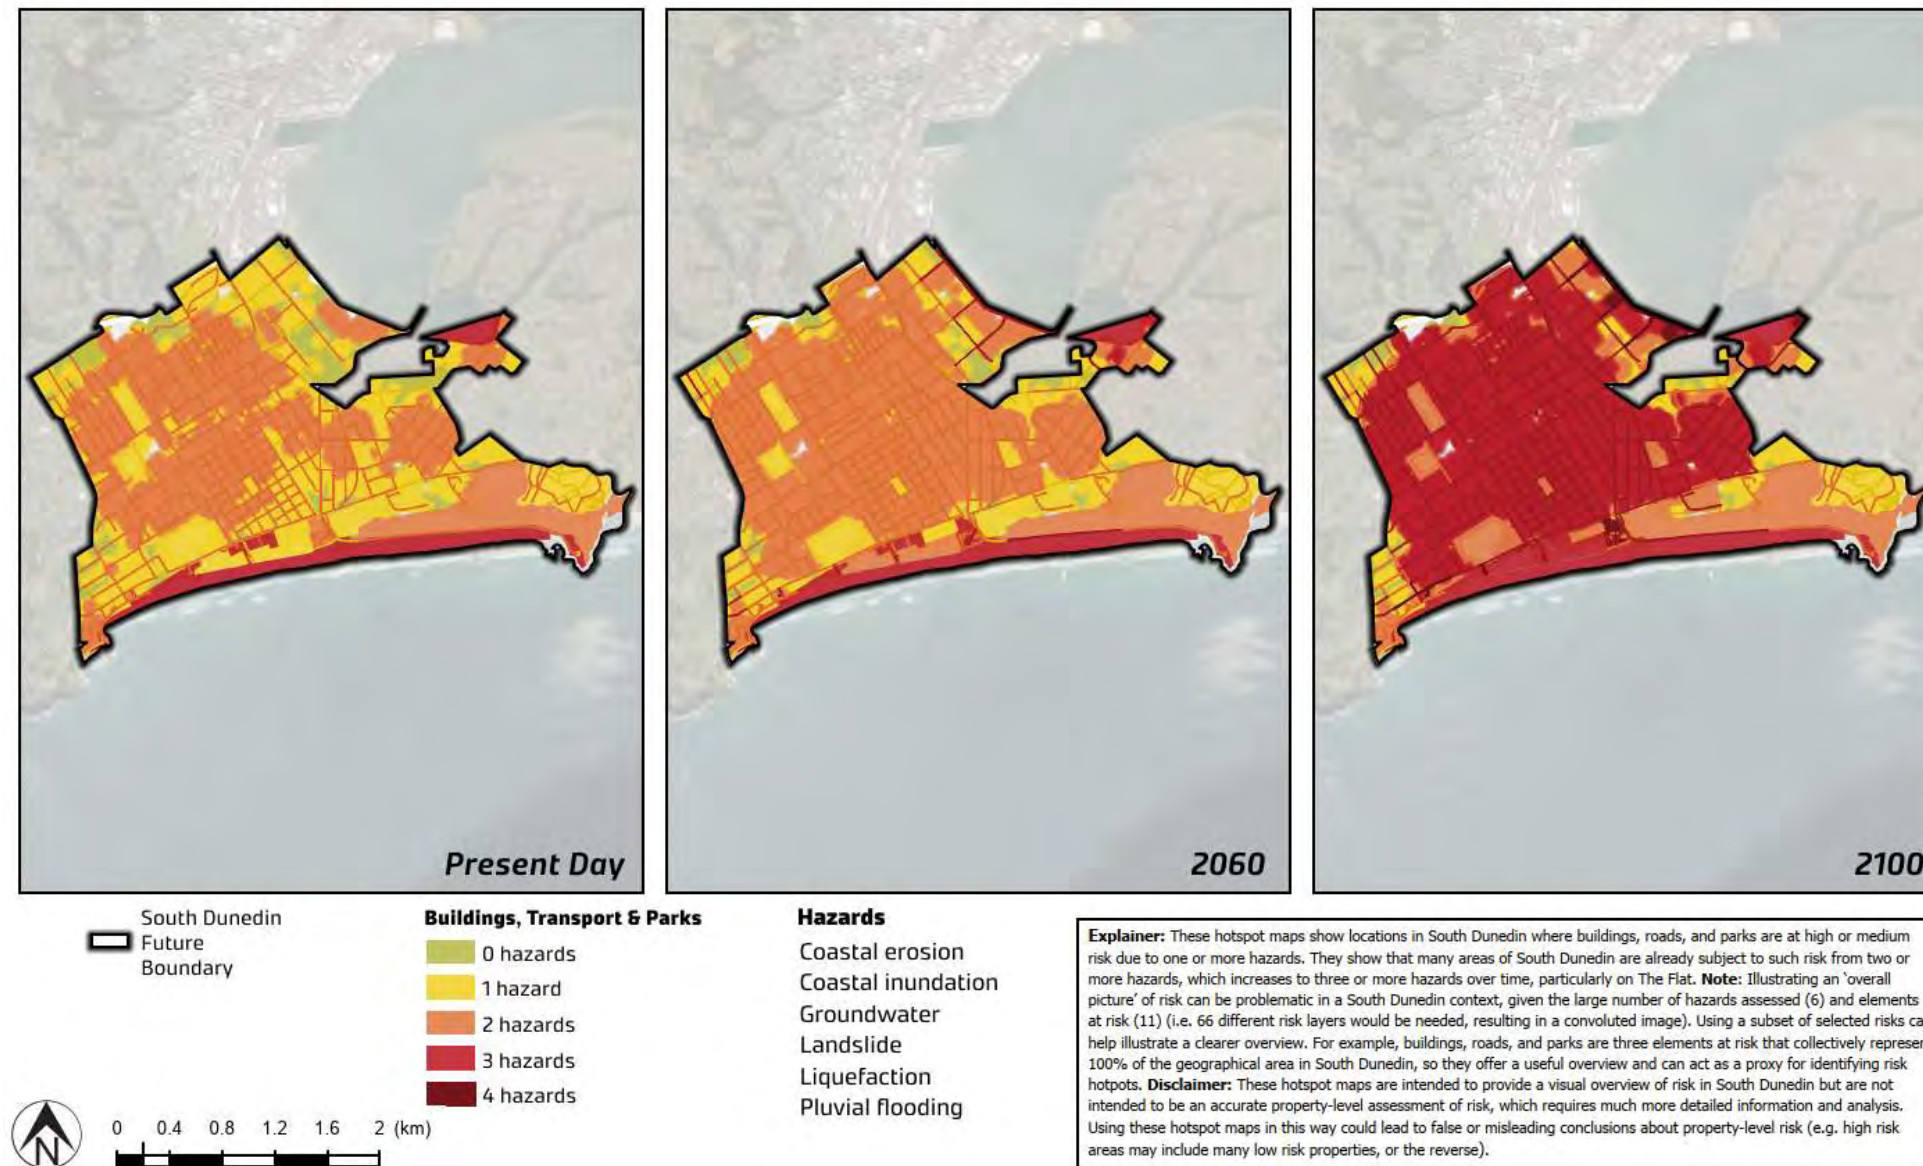 Present Day
2060
2100
South Dunedin
Future
Boundary
Buildings, Transport & Parks
0 hazards
1 hazard
2 hazards
3 hazards
4 hazards
Hazards
Coastal erosion
Coastal inundation
Groundwater
Landslide
Liquefaction
Pluvial flooding
N
0 0.4 0.8 1.2 1.6 2 (km)
Explainer: These hotspot maps show locations in South Dunedin where buildings, roads, and parks are at high or medium
risk due to one or more hazards. They show that many areas of South Dunedin are already subject to such risk from two or
more hazards, which increases to three or more hazards over time, particularly on The Flat. Note: Illustrating an ‘overall
picture’ of risk can be problematic in a South Dunedin context, given the large number of hazards assessed (6) and elements
at risk (11) (i.e. 66 different risk layers would be needed, resulting in a convoluted image). Using a subset of selected risks ca
help illustrate a clearer overview. For example, buildings, roads, and parks are three elements at risk that collectively represer
100% of the geographical area in South Dunedin, so they offer a useful overview and can act as a proxy for identifying risk
hotpots. Disclaimer: These hotspot maps are intended to provide a visual overview of risk in South Dunedin but are not
intended to be an accurate property-level assessment of risk, which requires much more detailed information and analysis.
Using these hotspot maps in this way could lead to false or misleading conclusions about property-level risk (e.g. high risk
areas may include many low risk properties, or the reverse).